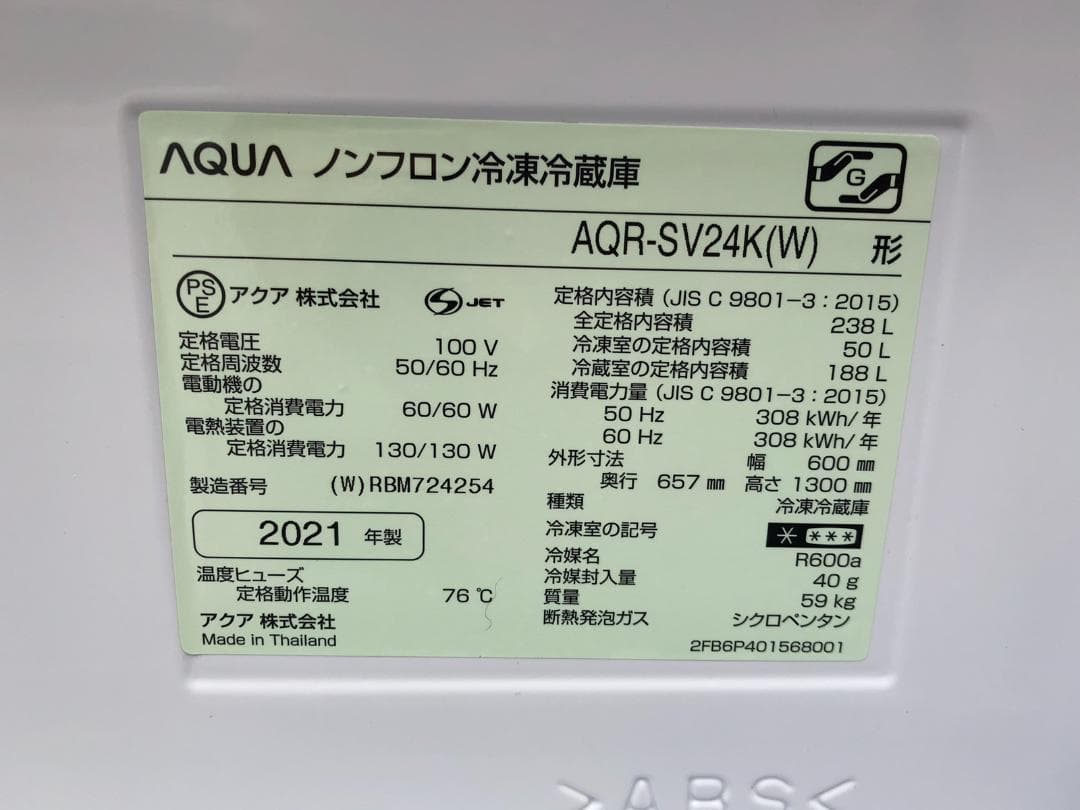 AQUA ノンフロン冷凍冷蔵庫
G
AQR-SV24K(W) 形
PSE アクア 株式会社 S JET
定格電圧 100 V
定格周波数 50/60 Hz
電動機の
定格消費電力 60/60 W
電熱装置の
定格消費電力 130/130 W
製造番号 (W)RBM724254
2021 年製
温度ヒューズ
定格動作温度 76 ℃
アクア 株式会社
Made in Thailand
定格内容積 (JIS C 9801-3：2015)
全定格内容積 238 L
冷凍室の定格内容積 50 L
冷蔵室の定格内容積 188 L
消費電力量 (JIS C 9801-3：2015)
50 Hz 308 kWh/年
60 Hz 308 kWh/年
外形寸法 幅 600 mm
奥行 657 mm 高さ 1300 mm
種類 冷凍冷蔵庫
冷凍室の記号 * ***
冷媒名 R600a
冷媒封入量 40 g
質量 59 kg
断熱発泡ガス シクロペンタン
2FB6P401568001
>ABS<